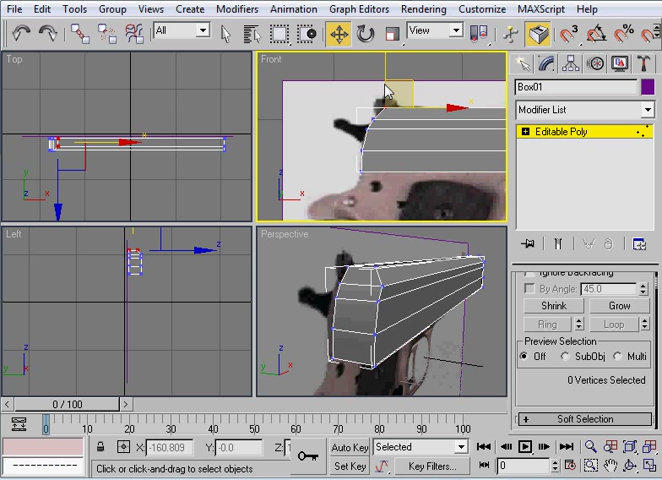 File Edit Tools Group Views Create Modifiers Animation Graph Editors Rendering Customize MAXScript Help
All
View
3
Top
Front
Box01
Modifier List
Editable Poly
x
y
z x
x
z x
Left
Perspective
z
z
y
z
y x
Ignore Backfacing
By Angle: 45.0
Shrink Grow
Ring Loop
Preview Selection
Off SubObj Multi
0 Vertices Selected
+ Soft Selection
< 0 / 100 >
0 10 20 30 40 50 60 70 80 90 100
X: -160.809 Y: -0.0 Z:
Auto Key Selected
Click or click-and-drag to select objects
Set Key Key Filters... 0